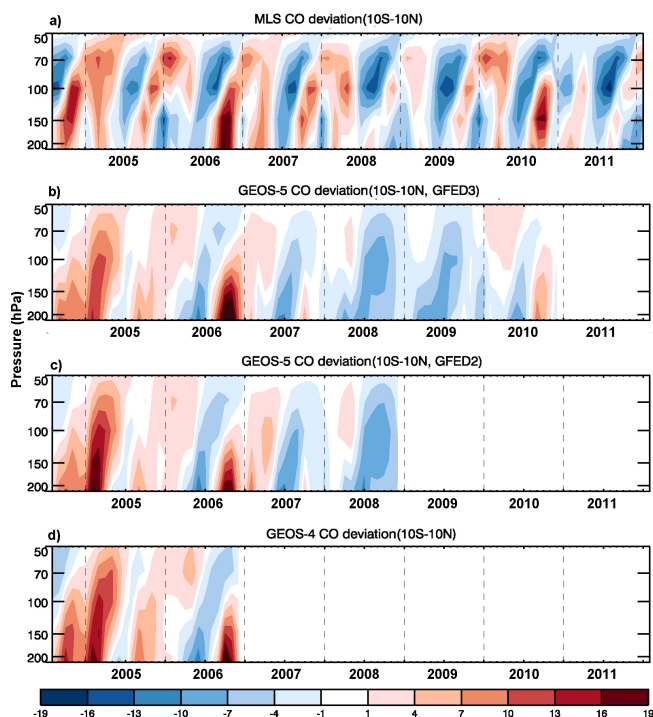 a) MLS CO deviation(10S-10N)
50
70
100
150
200
2005 2006 2007 2008 2009 2010 2011
b) GEOS-5 CO deviation(10S-10N, GFED3)
50
70
100
150
200
2005 2006 2007 2008 2009 2010 2011
Pressure (hPa)
c) GEOS-5 CO deviation(10S-10N, GFED2)
50
70
100
150
200
2005 2006 2007 2008 2009 2010 2011
d) GEOS-4 CO deviation(10S-10N)
50
70
100
150
200
2005 2006 2007 2008 2009 2010 2011
-19 -16 -13 -10 -7 -4 -1 1 4 7 10 13 16 19